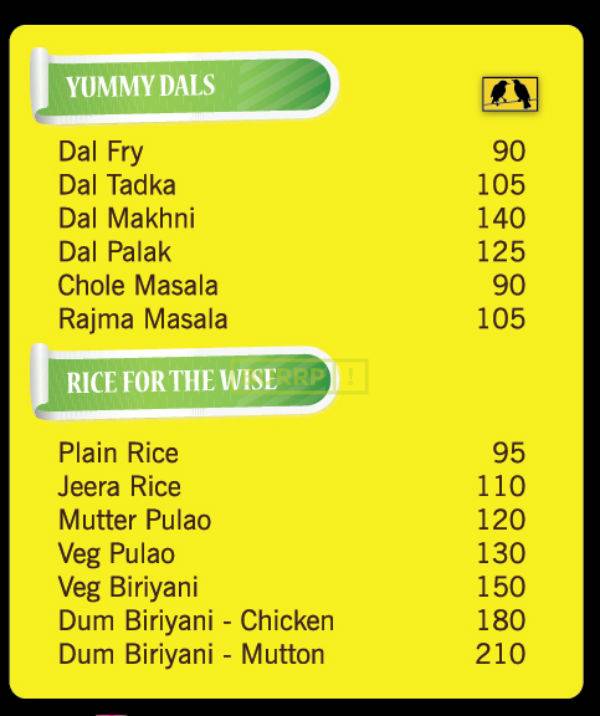 YUMMY DALS
Dal Fry 90
Dal Tadka 105
Dal Makhni 140
Dal Palak 125
Chole Masala 90
Rajma Masala 105
RICE FOR THE WISE
Plain Rice 95
Jeera Rice 110
Mutter Pulao 120
Veg Pulao 130
Veg Biriyani 150
Dum Biriyani - Chicken 180
Dum Biriyani - Mutton 210